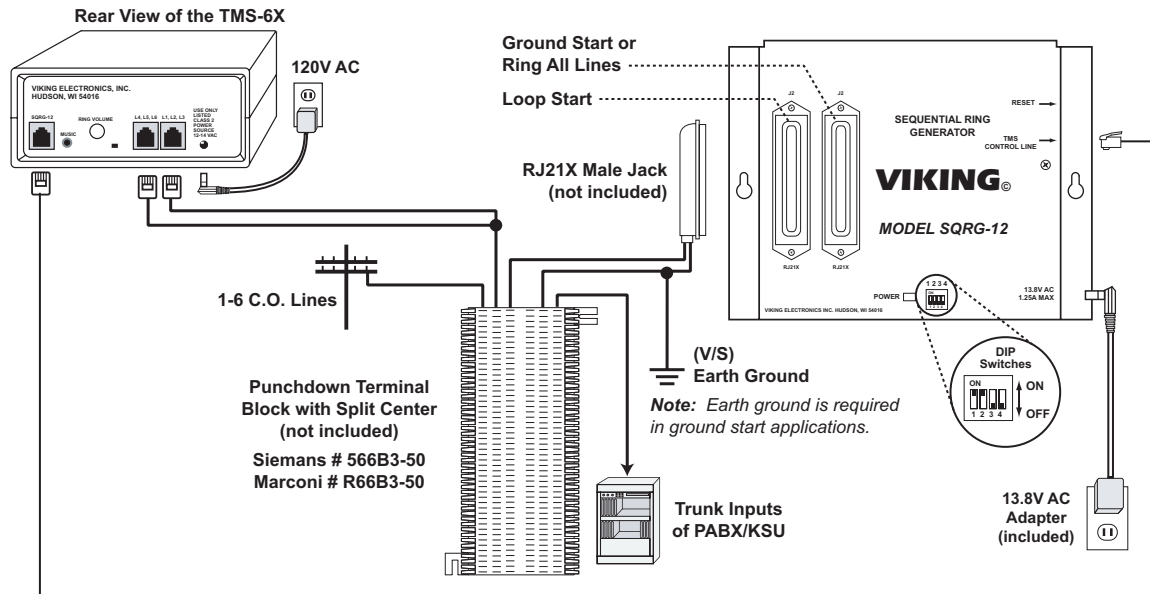 Rear View of the TMS-6X
VIKING ELECTRONICS, INC.
HUDSON, WI 54016
SQRG-12
MUSIC
RING VOLUME
L4, L5, L6
L1, L2, L3
USE ONLY
LISTED
CLASS 2
POWER
SOURCE
12-14 VAC
120V AC
Ground Start or
Ring All Lines
Loop Start
RJ21X Male Jack
(not included)
J2
J2
RJ21X
RJ21X
SEQUENTIAL RING
GENERATOR
RESET
TMS
CONTROL LINE
VIKING©
MODEL SQRG-12
POWER
1 2 3 4
ON
1 2 3 4
13.8V AC
1.25A MAX
VIKING ELECTRONICS INC. HUDSON, WI 54016
1-6 C.O. Lines
Punchdown Terminal
Block with Split Center
(not included)
Siemans # 566B3-50
Marconi # R66B3-50
(V/S)
Earth Ground
Note: Earth ground is required
in ground start applications.
Trunk Inputs
of PABX/KSU
DIP
Switches
ON
1 2 3 4
ON
OFF
13.8V AC
Adapter
(included)